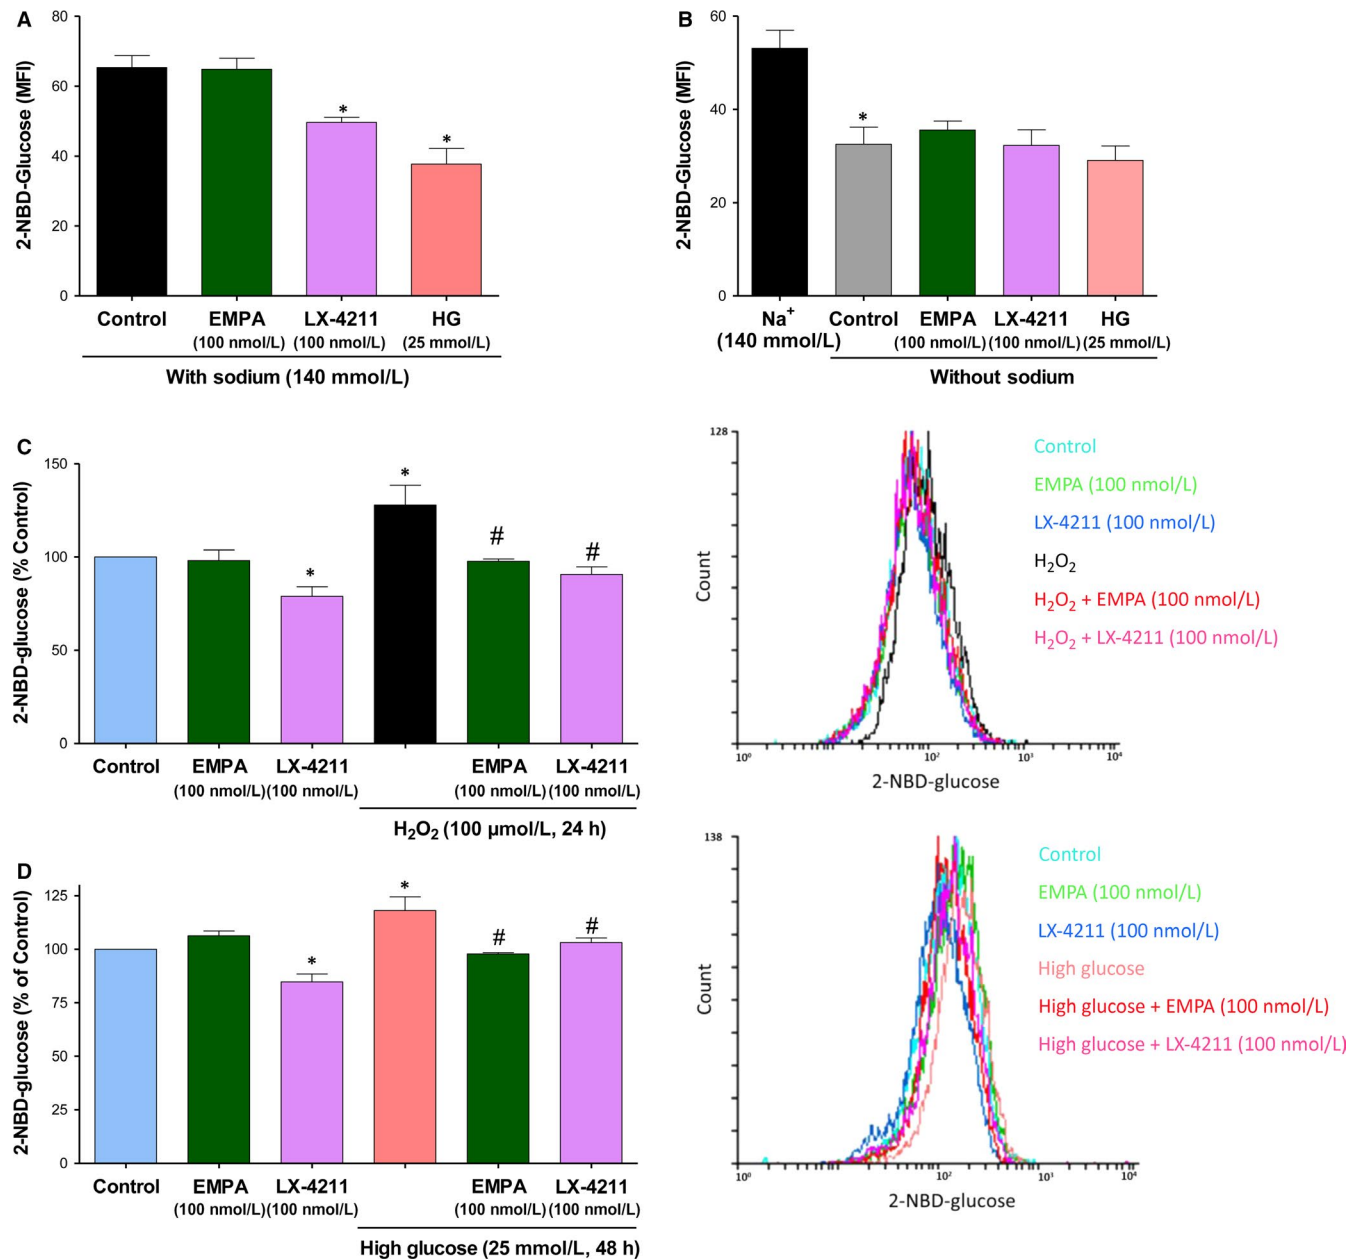 A
80
60
40
20
0
2-NBD-Glucose (MFI)
*
*
Control EMPA LX-4211 HG
(100 nmol/L) (100 nmol/L) (25 mmol/L)
With sodium (140 mmol/L)
B
60
40
20
0
2-NBD-Glucose (MFI)
*
Na⁺ Control EMPA LX-4211 HG
(140 mmol/L) (100 nmol/L) (100 nmol/L) (25 mmol/L)
Without sodium
C
150
100
50
0
2-NBD-glucose (% Control)
*
*
#
#
Control EMPA LX-4211 EMPA LX-4211
(100 nmol/L) (100 nmol/L) (100 nmol/L) (100 nmol/L)
H₂O₂ (100 µmol/L, 24 h)
128
Count
10⁰ 10² 10³ 10⁴
2-NBD-glucose
Control
EMPA (100 nmol/L)
LX-4211 (100 nmol/L)
H₂O₂
H₂O₂ + EMPA (100 nmol/L)
H₂O₂ + LX-4211 (100 nmol/L)
D
125
100
75
50
25
0
2-NBD-glucose (% of Control)
*
*
#
#
Control EMPA LX-4211 EMPA LX-4211
(100 nmol/L) (100 nmol/L) (100 nmol/L) (100 nmol/L)
High glucose (25 mmol/L, 48 h)
138
Count
10⁰ 10² 10³ 10⁴
2-NBD-glucose
Control
EMPA (100 nmol/L)
LX-4211 (100 nmol/L)
High glucose
High glucose + EMPA (100 nmol/L)
High glucose + LX-4211 (100 nmol/L)